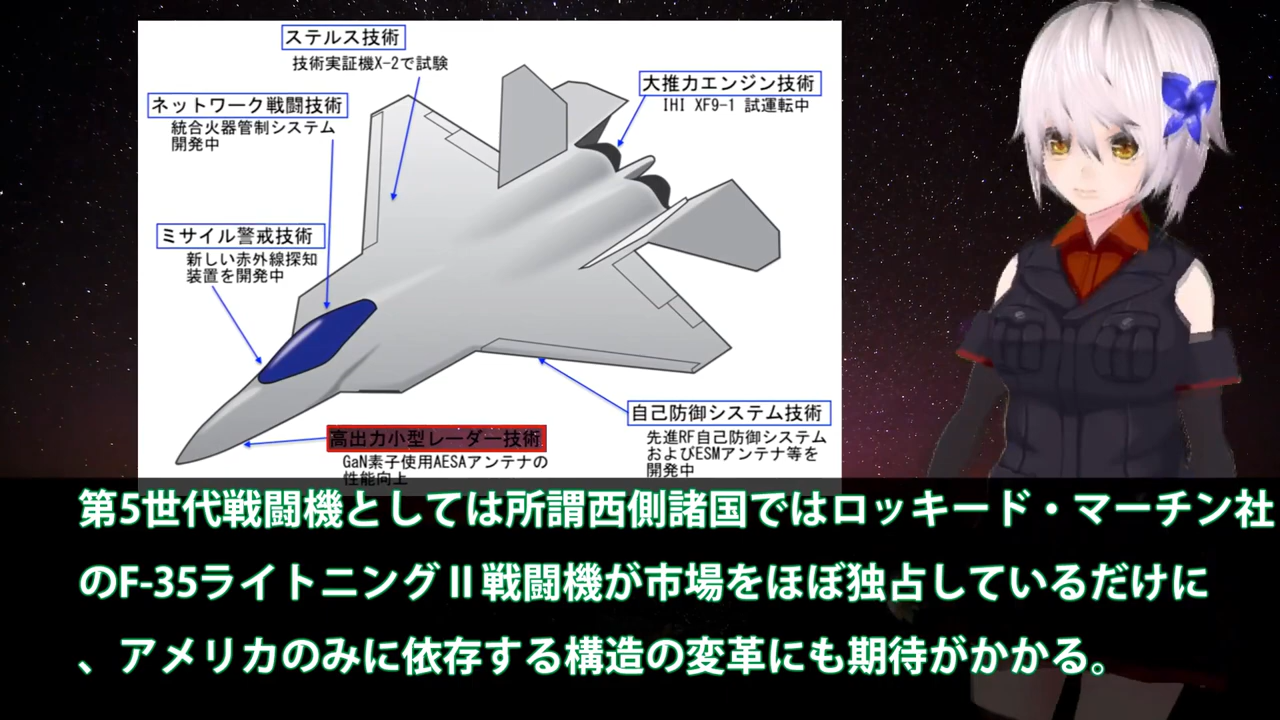 ステルス技術
技術実証機X-2で試験
大推力エンジン技術
IHI XF9-1 試運転中
ネットワーク戦闘技術
統合火器管制システム
開発中
ミサイル警戒技術
新しい赤外線探知
装置を開発中
自己防御システム技術
先進RF自己防御システム
およびESMアンテナ等を
開発中
高出力小型レーダー技術
GaN素子使用AESAアンテナの
性能向上
第5世代戦闘機としては所謂西側諸国ではロッキード・マーチン社
のF-35ライトニングⅡ戦闘機が市場をほぼ独占しているだけに
、アメリカのみに依存する構造の変革にも期待がかかる。